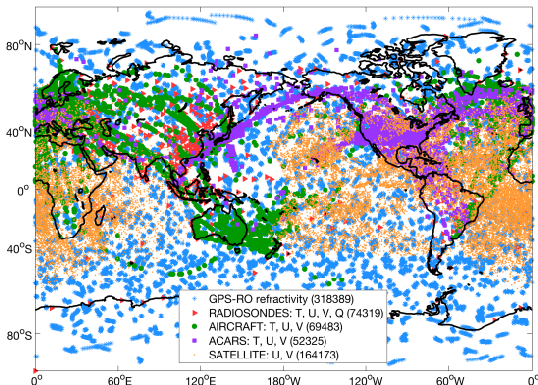 80°N
40°N
0°
40°S
80°S
GPS-RO refractivity (318389)
RADIOSONDES: T, U, V, Q (74319)
AIRCRAFT: T, U, V (69483)
ACARS: T, U, V (52325)
SATELLITE: U, V (164173)
0° 60°E 120°E 180°W 120°W 60°W 0°